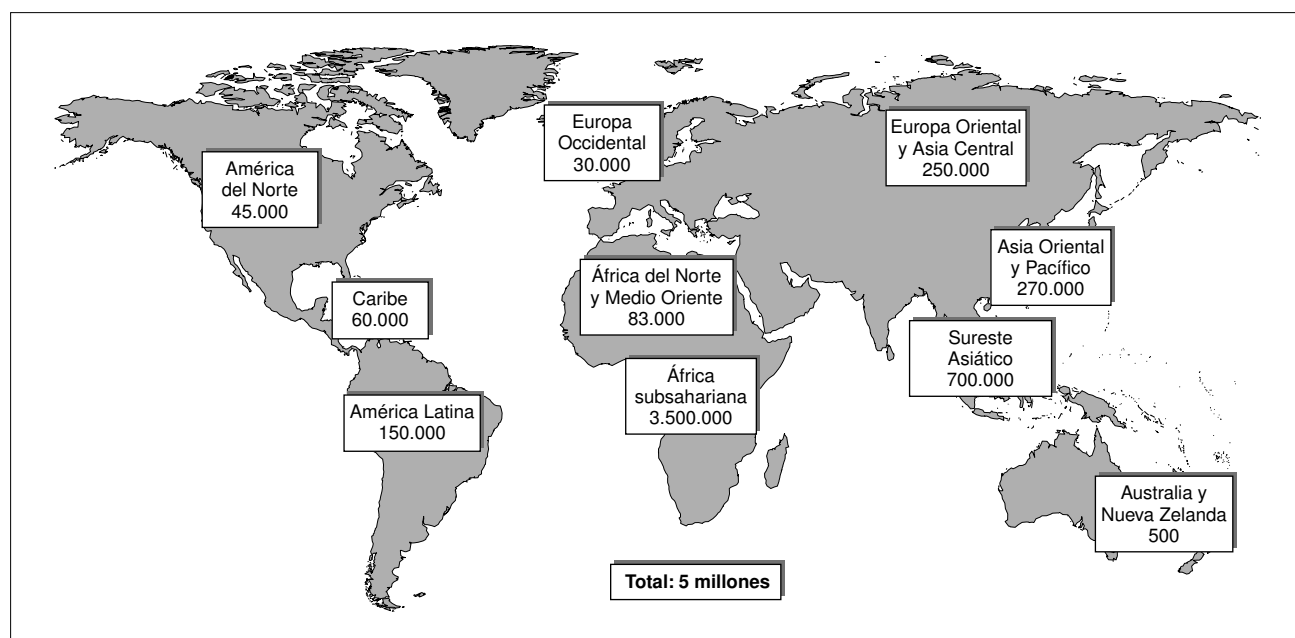 Europa
Occidental
30.000
Europa Oriental
y Asia Central
250.000
América
del Norte
45.000
Asia Oriental
y Pacífico
270.000
África del Norte
y Medio Oriente
83.000
Caribe
60.000
Sureste
Asiático
700.000
África
subsahariana
3.500.000
América Latina
150.000
Australia y
Nueva Zelanda
500
Total: 5 millones